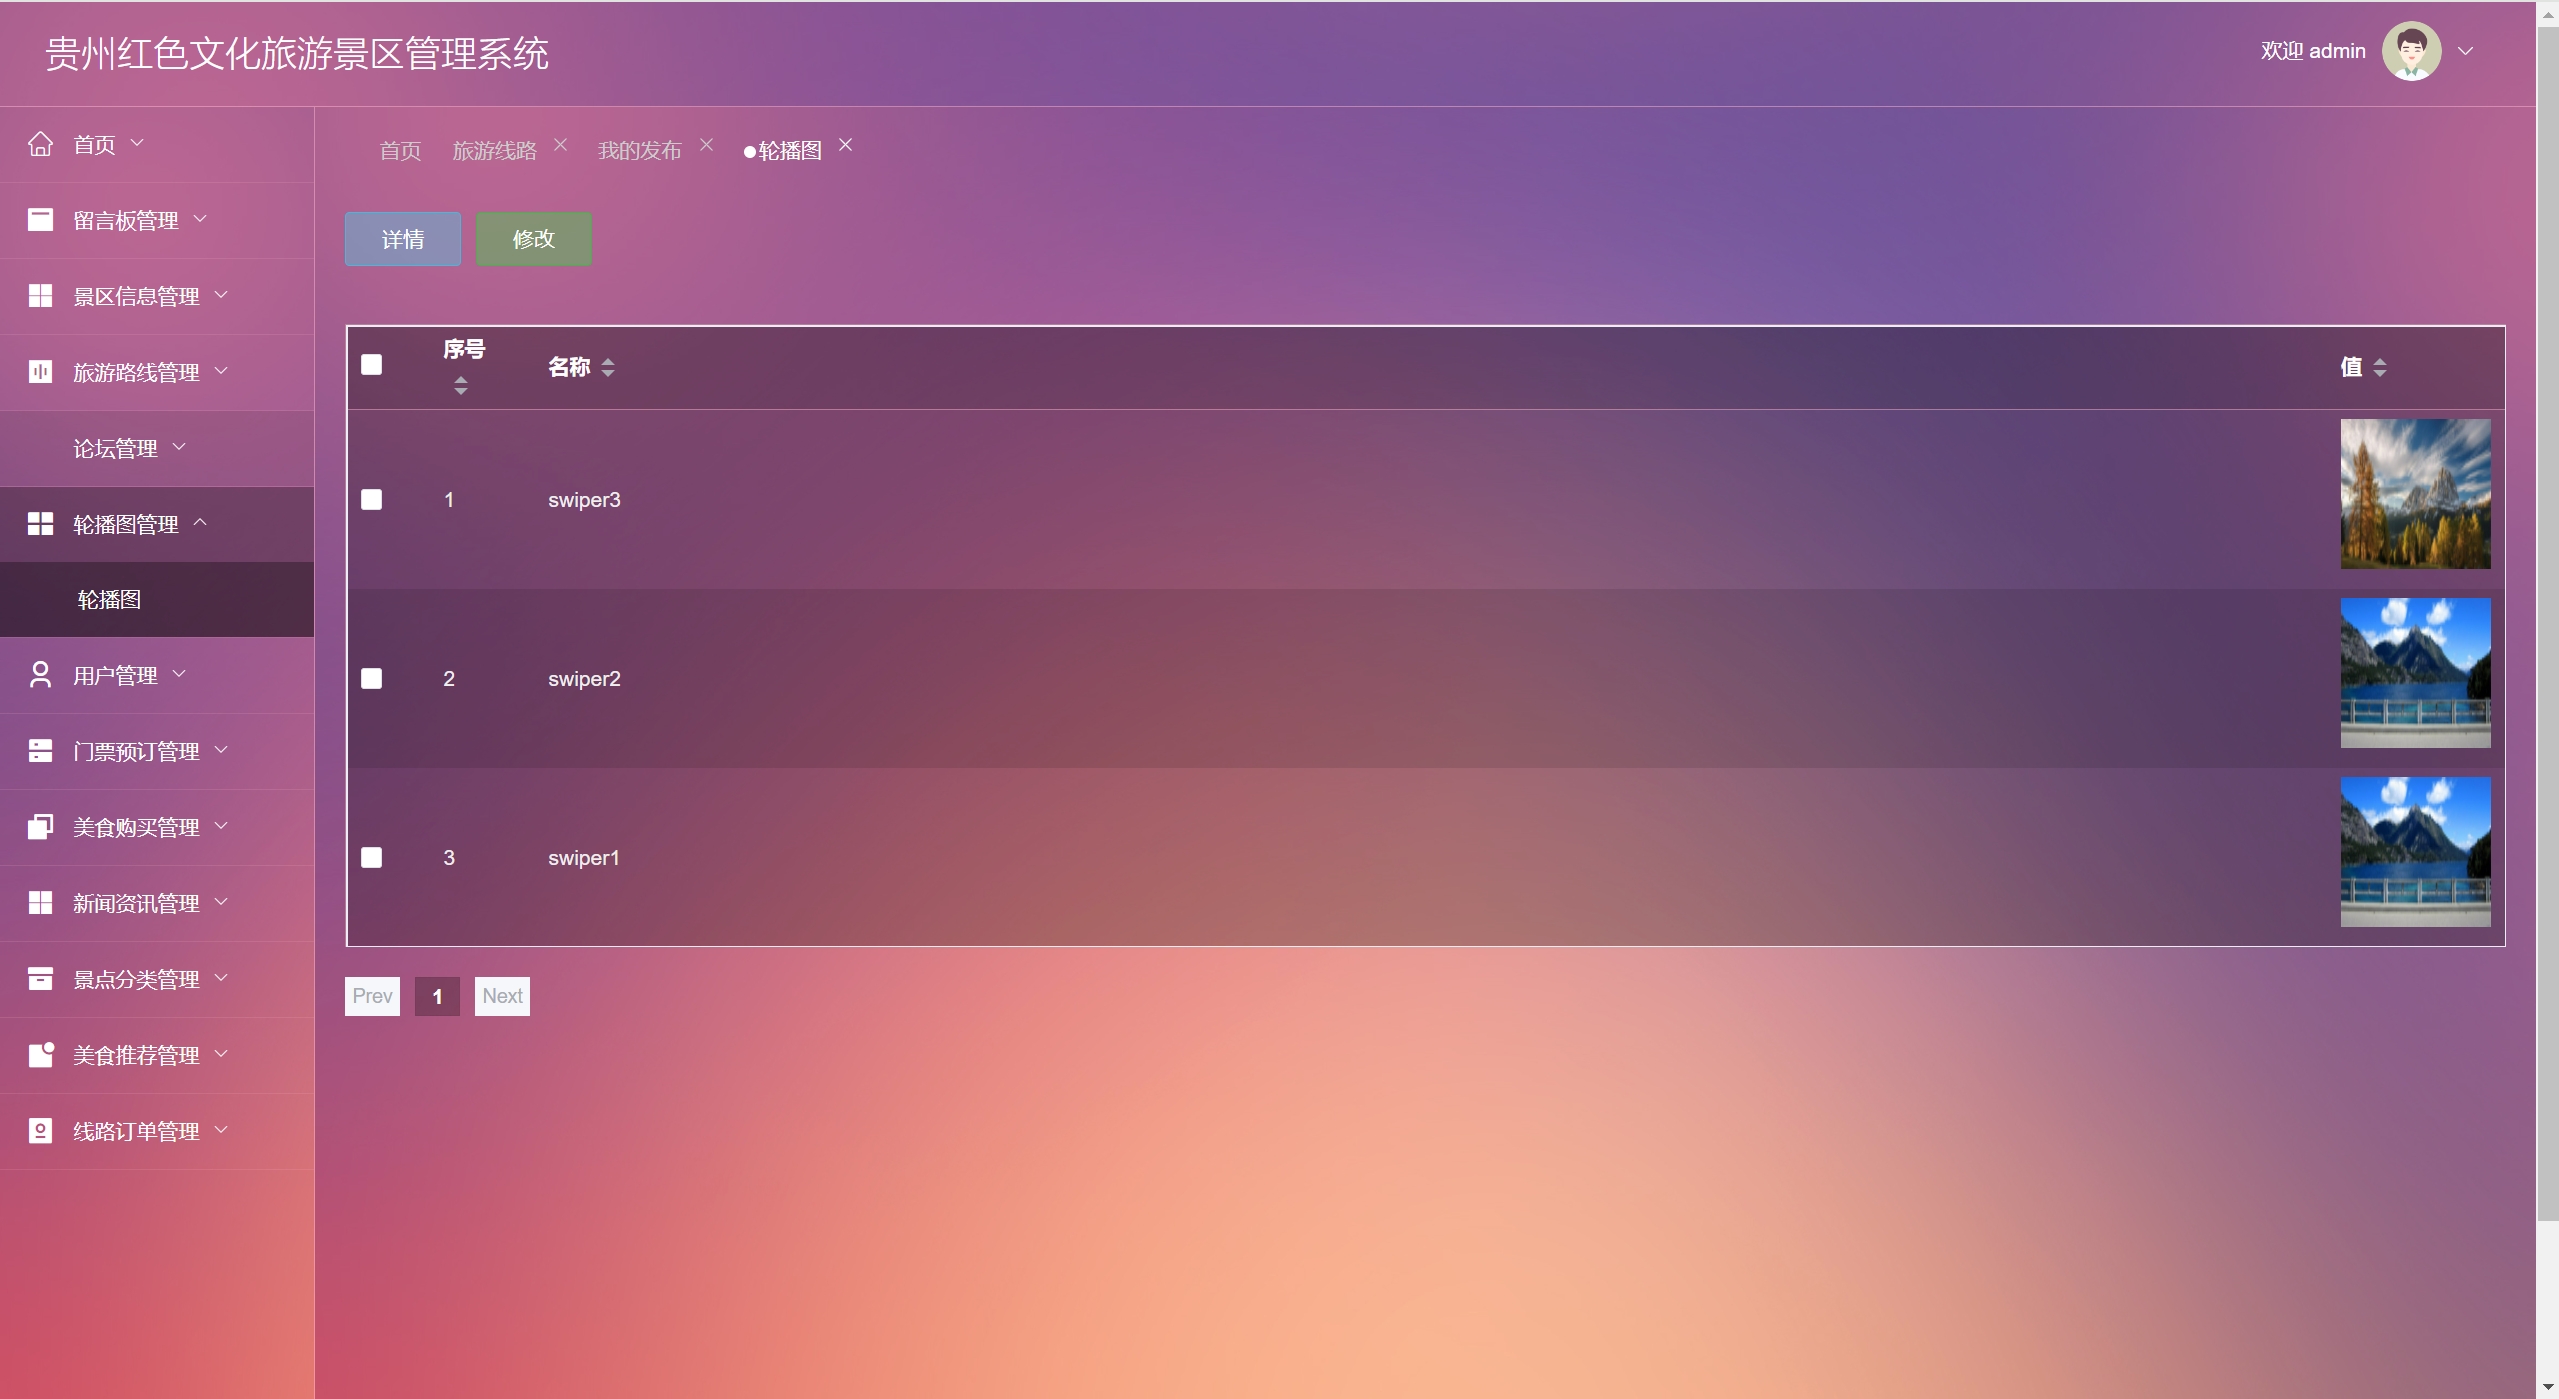 贵州红色文化旅游景区管理系统
欢迎 admin
首页
留言板管理
景区信息管理
旅游路线管理
论坛管理
轮播图管理
轮播图
用户管理
门票预订管理
美食购买管理
新闻资讯管理
景点分类管理
美食推荐管理
线路订单管理
首页 旅游线路 我的发布 轮播图
详情 修改
序号 名称 值
1 swiper3
2 swiper2
3 swiper1
Prev 1 Next